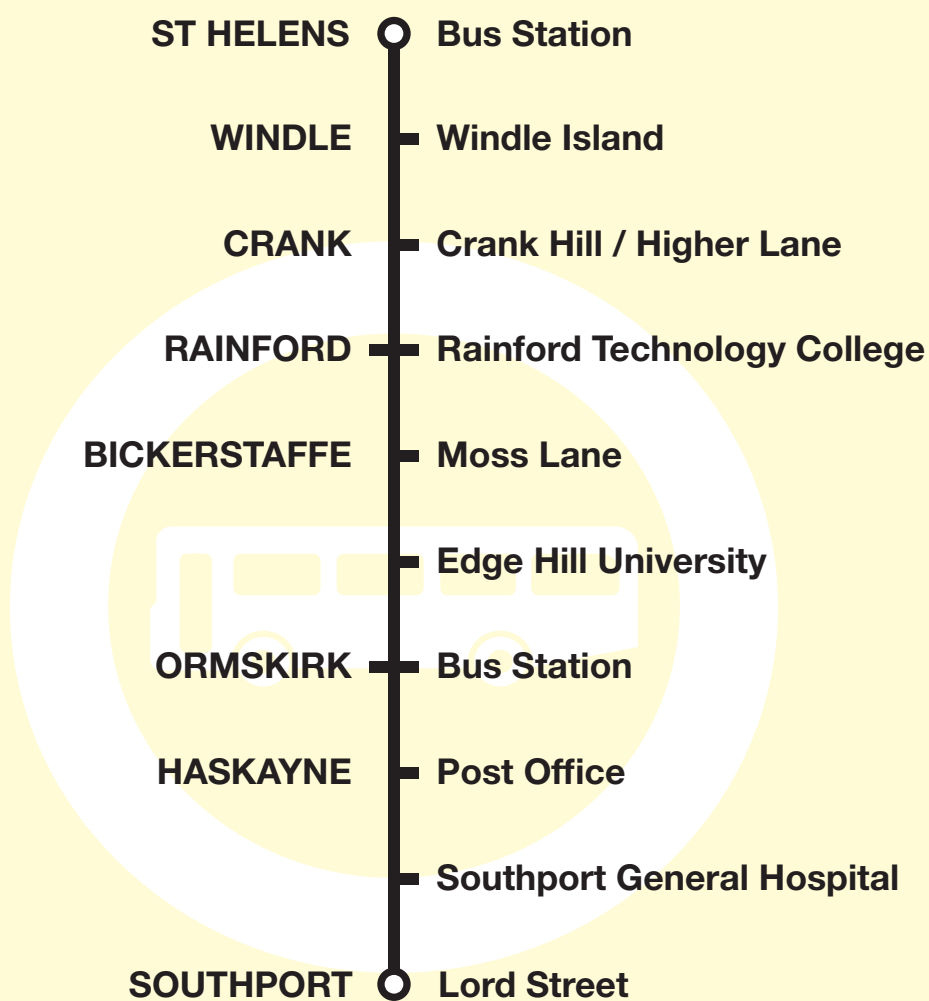 ST HELENS Bus Station
WINDLE Windle Island
CRANK Crank Hill / Higher Lane
RAINFORD Rainford Technology College
BICKERSTAFFE Moss Lane
Edge Hill University
ORMSKIRK Bus Station
HASKAYNE Post Office
Southport General Hospital
SOUTHPORT Lord Street